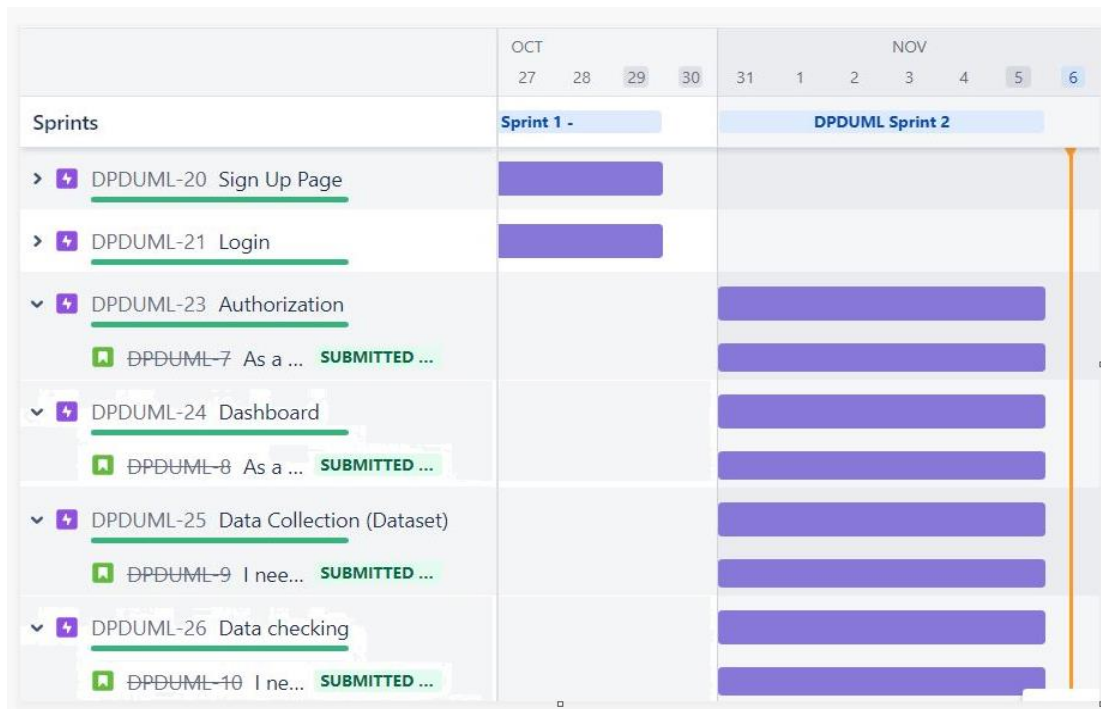 OCT NOV
27 28 29 30 31 1 2 3 4 5 6
Sprints Sprint 1 - DPDUML Sprint 2
DPDUML-20 Sign Up Page
DPDUML-21 Login
DPDUML-23 Authorization
DPDUML-7 As a ... SUBMITTED ...
DPDUML-24 Dashboard
DPDUML-8 As a ... SUBMITTED ...
DPDUML-25 Data Collection (Dataset)
DPDUML-9 I nee... SUBMITTED ...
DPDUML-26 Data checking
DPDUML-10 I ne... SUBMITTED ...